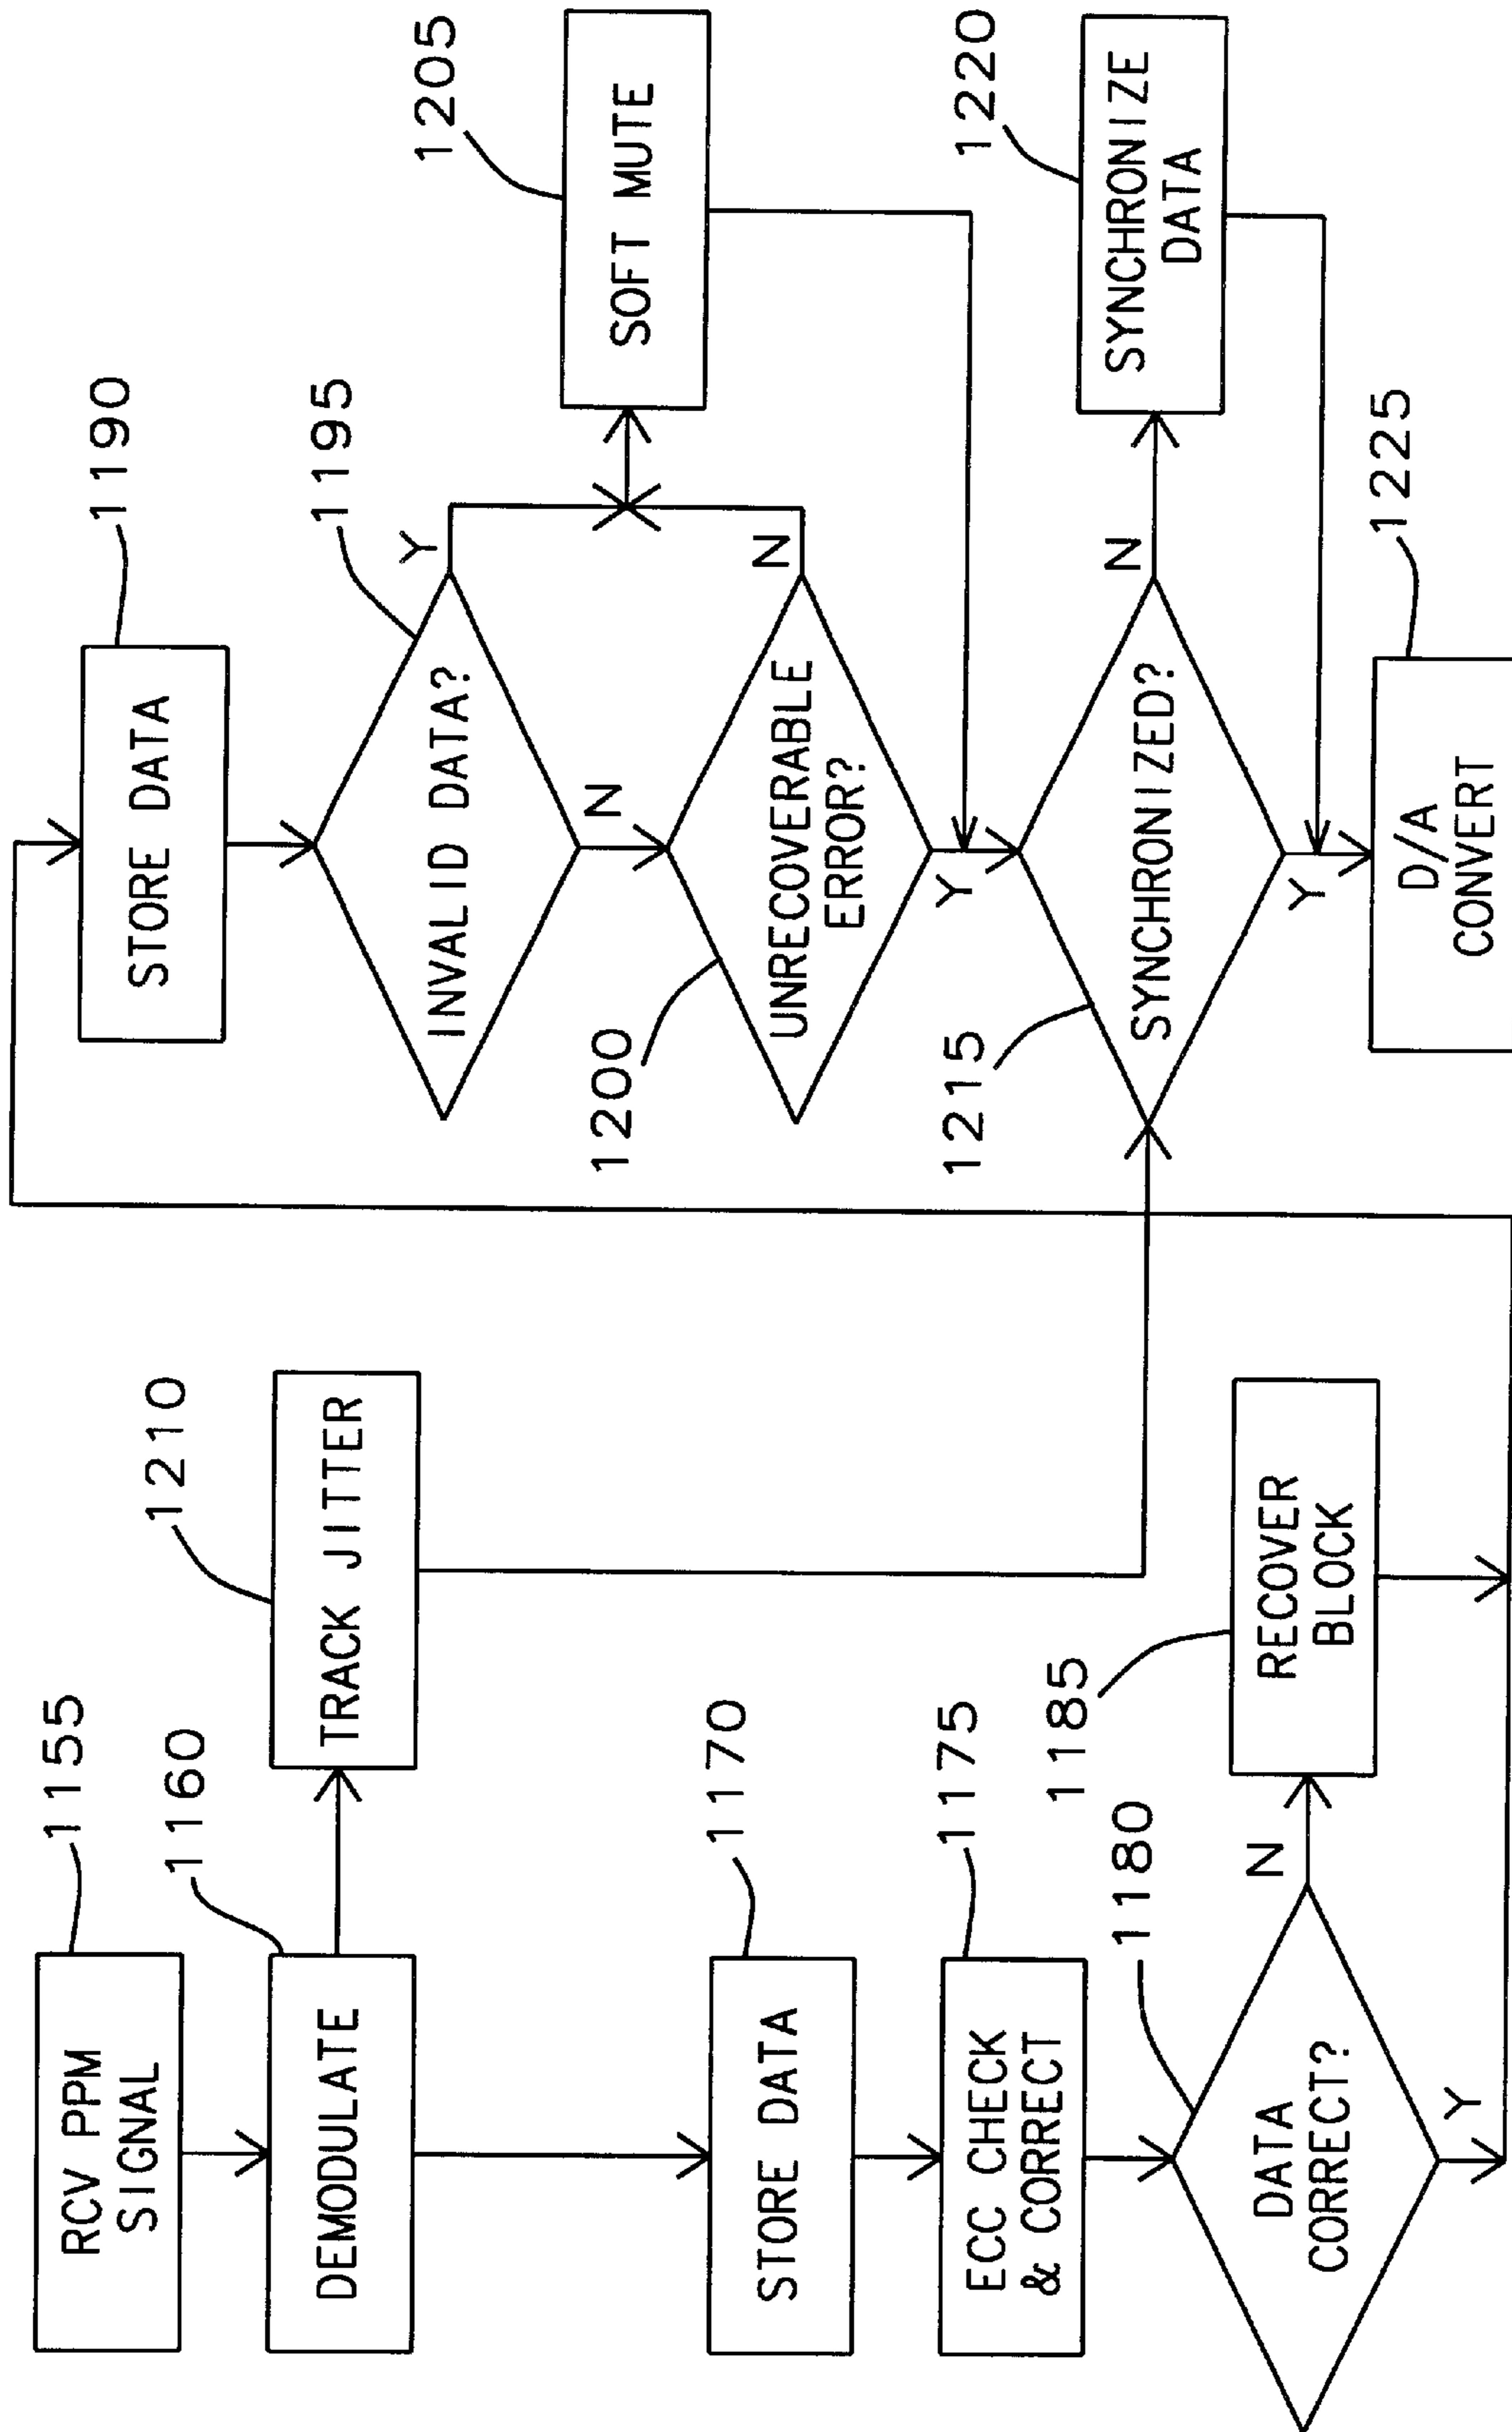 RCV PPM
SIGNAL
1155
DEMODULATE
1160
TRACK JITTER
1210
STORE DATA
1170
ECC CHECK
& CORRECT
1175
DATA
CORRECT?
1180
N
Y
RECOVER
BLOCK
1185
STORE DATA
1190
INVALID DATA?
1195
Y
N
UNRECOVERABLE
ERROR?
1200
N
Y
SOFT MUTE
1205
SYNCHRONIZED?
1215
N
Y
SYNCHRONIZE
DATA
1220
D/A
CONVERT
1225